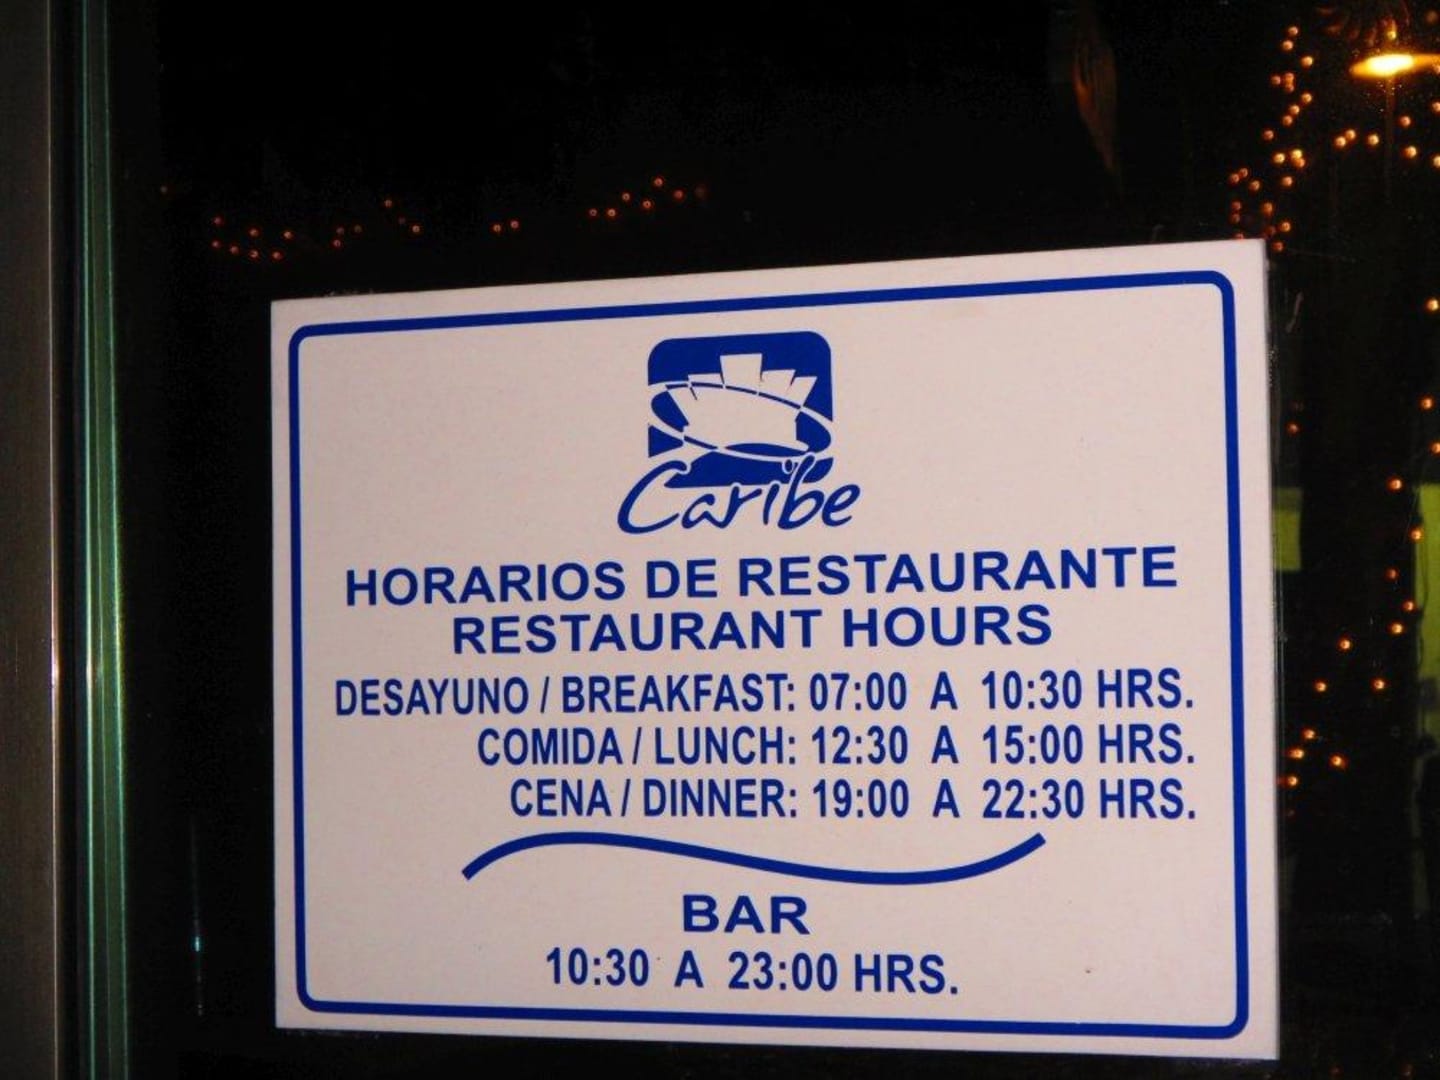 Caribe
HORARIOS DE RESTAURANTE
RESTAURANT HOURS
DESAYUNO / BREAKFAST: 07:00 A 10:30 HRS.
COMIDA / LUNCH: 12:30 A 15:00 HRS.
CENA / DINNER: 19:00 A 22:30 HRS.
BAR
10:30 A 23:00 HRS.